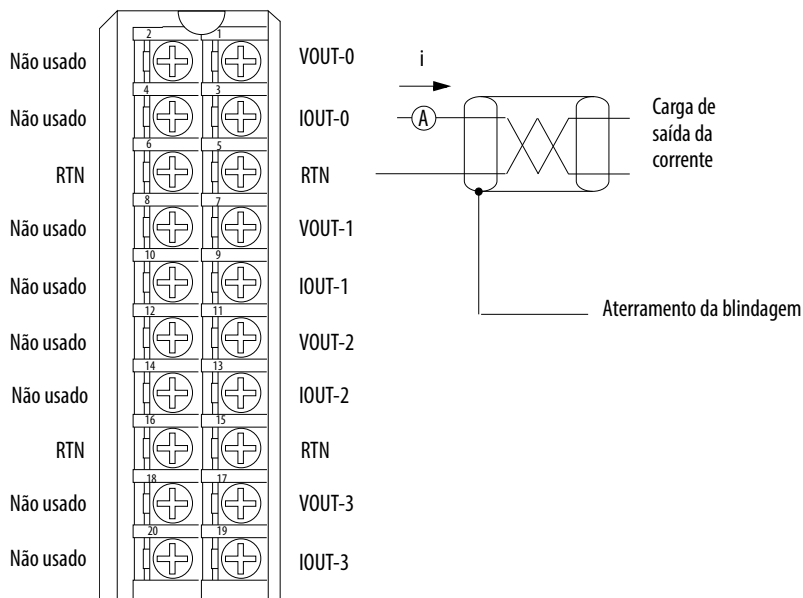 2 1
Não usado VOUT-0
i
4 3
Não usado IOUT-0
A
Carga de
saída da
corrente
6 5
RTN RTN
8 7
Não usado VOUT-1
10 9
Não usado IOUT-1
Aterramento da blindagem
12 11
Não usado VOUT-2
14 13
Não usado IOUT-2
16 15
RTN RTN
18 17
Não usado VOUT-3
20 19
Não usado IOUT-3